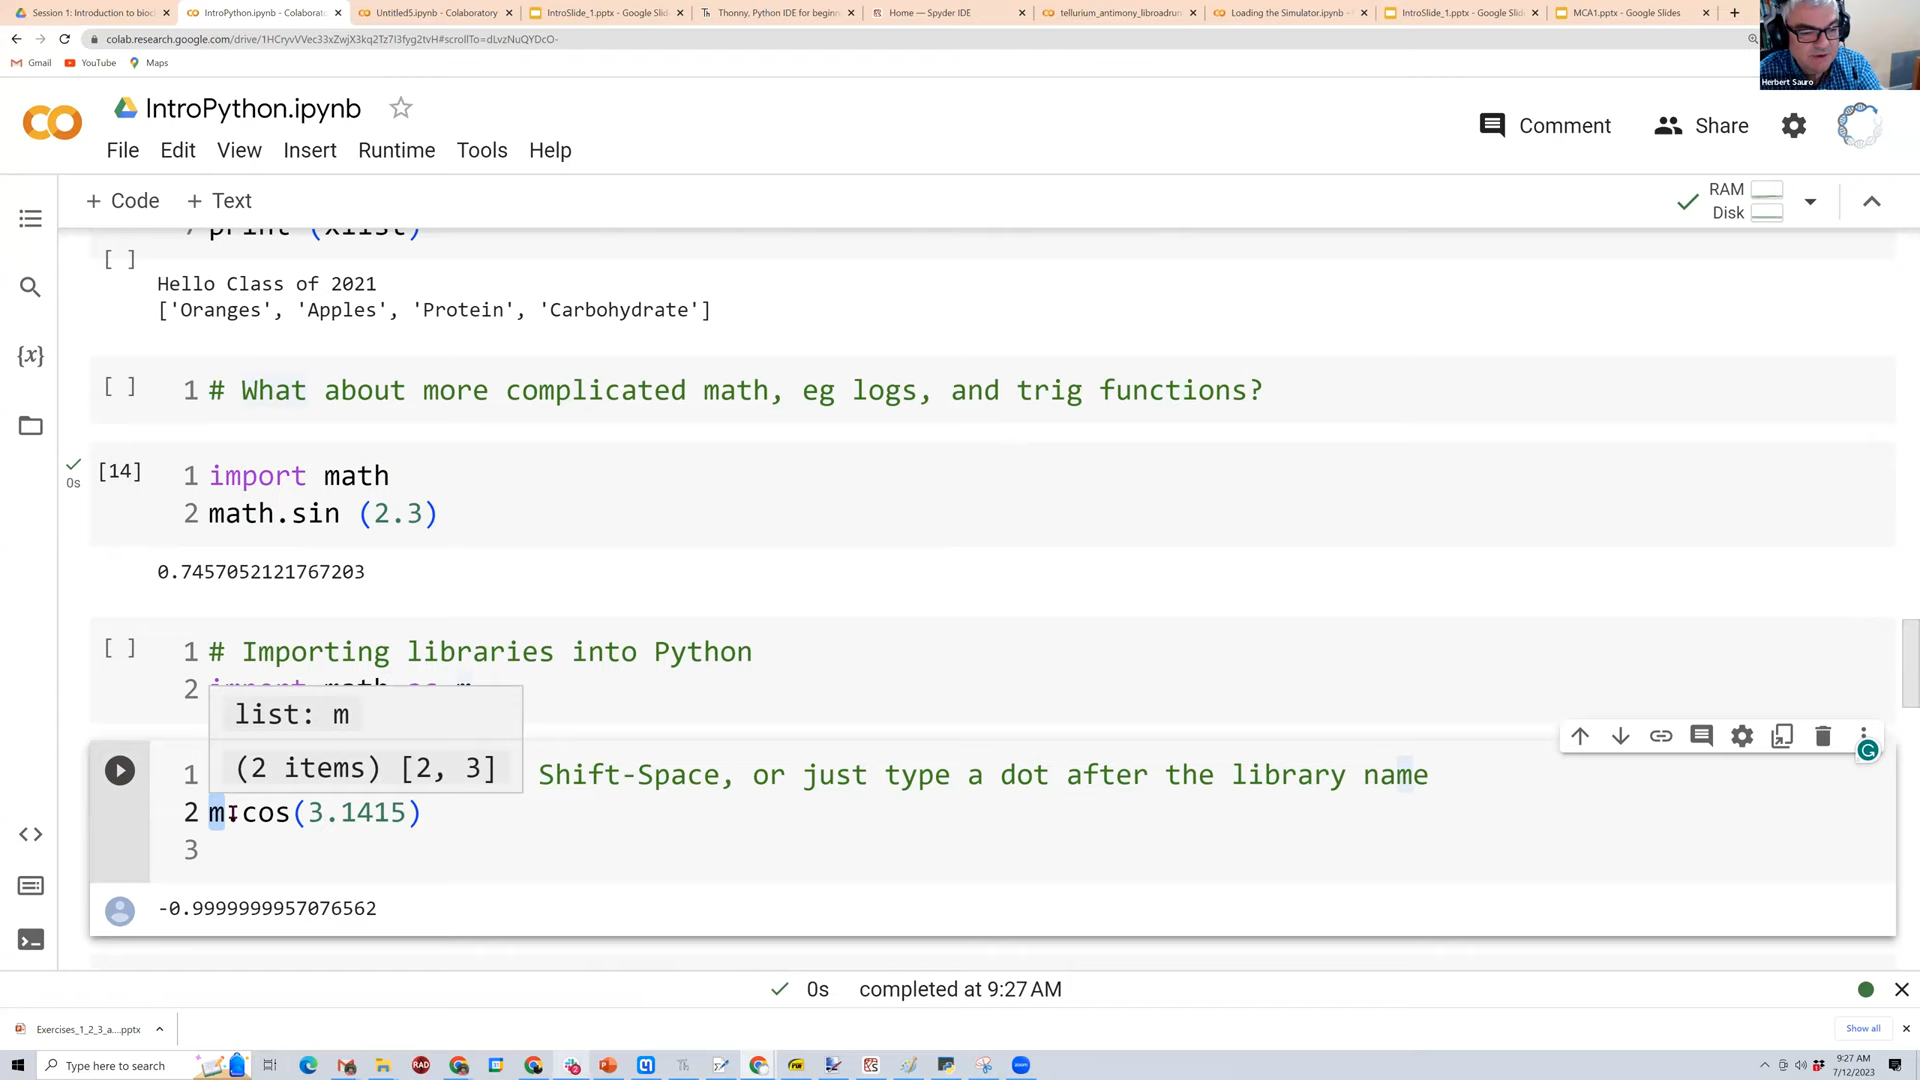 Session 1: Introduction to bioc
IntroPython.ipynb - Colaborato
Untitled5.ipynb - Colaboratory
IntroSlide_1.pptx - Google Slid
Thonny, Python IDE for beginn
Home — Spyder IDE
tellurium_antimony_libroadrun
Loading the Simulator.ipynb -
IntroSlide_1.pptx - Google Slid
MCA1.pptx - Google Slides
colab.research.google.com/drive/1HCryvVVec33xZwjX3kq2Tz7I3fyg2tvH#scrollTo=dLvzNuQYDcO-
Gmail
YouTube
Maps
Herbert Sauro
IntroPython.ipynb
Comment
Share
File Edit View Insert Runtime Tools Help
+ Code + Text
RAM
Disk
7 print (xlist)
[ ]
Hello Class of 2021
['Oranges', 'Apples', 'Protein', 'Carbohydrate']
[ ] 1 # What about more complicated math, eg logs, and trig functions?
[14] 1 import math
0s
2 math.sin (2.3)
0.7457052121767203
[ ] 1 # Importing libraries into Python
2 import math as m
list: m
(2 items) [2, 3]
1 Shift-Space, or just type a dot after the library name
2 m.cos(3.1415)
3
-0.9999999957076562
0s completed at 9:27 AM
Exercises_1_2_3_a....pptx
Show all
Type here to search
RAD
9:27 AM
7/12/2023